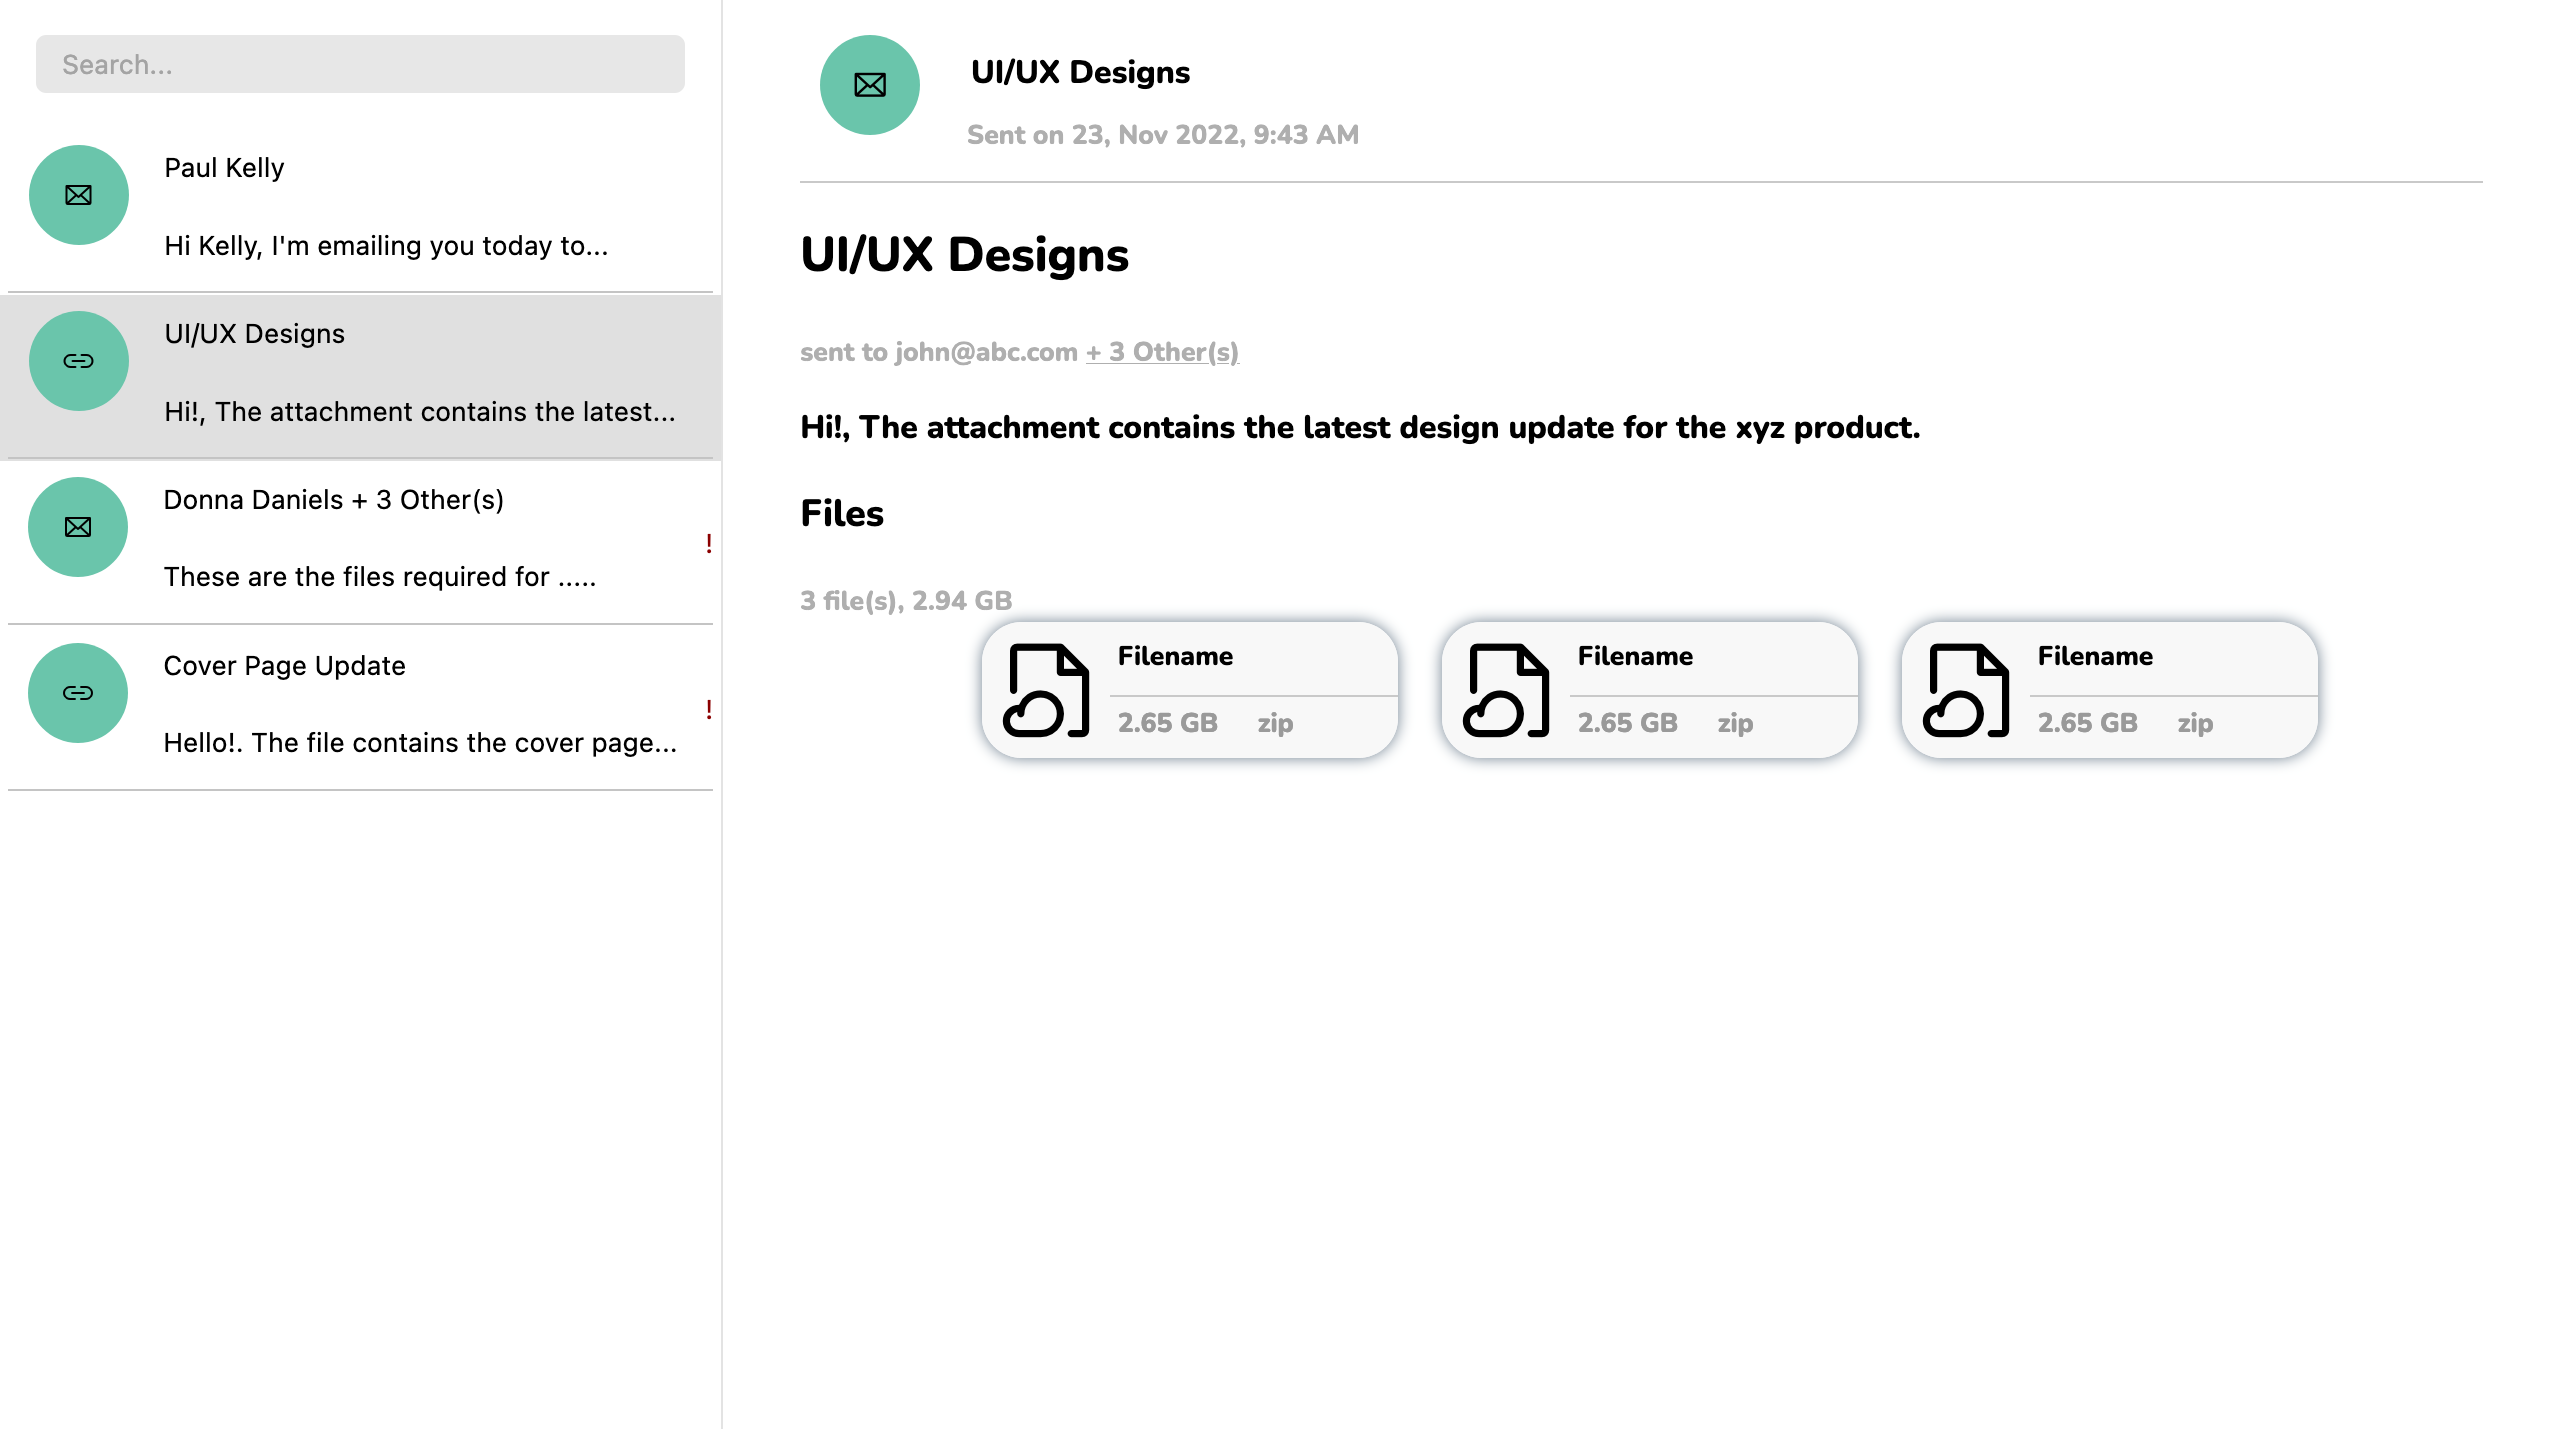 Search...
Paul Kelly
Hi Kelly, I'm emailing you today to...
UI/UX Designs
Hi!, The attachment contains the latest...
Donna Daniels + 3 Other(s)
!
These are the files required for .....
Cover Page Update
!
Hello!. The file contains the cover page...
UI/UX Designs
Sent on 23, Nov 2022, 9:43 AM
UI/UX Designs
sent to john@abc.com + 3 Other(s)
Hi!, The attachment contains the latest design update for the xyz product.
Files
3 file(s), 2.94 GB
Filename
2.65 GB zip
Filename
2.65 GB zip
Filename
2.65 GB zip